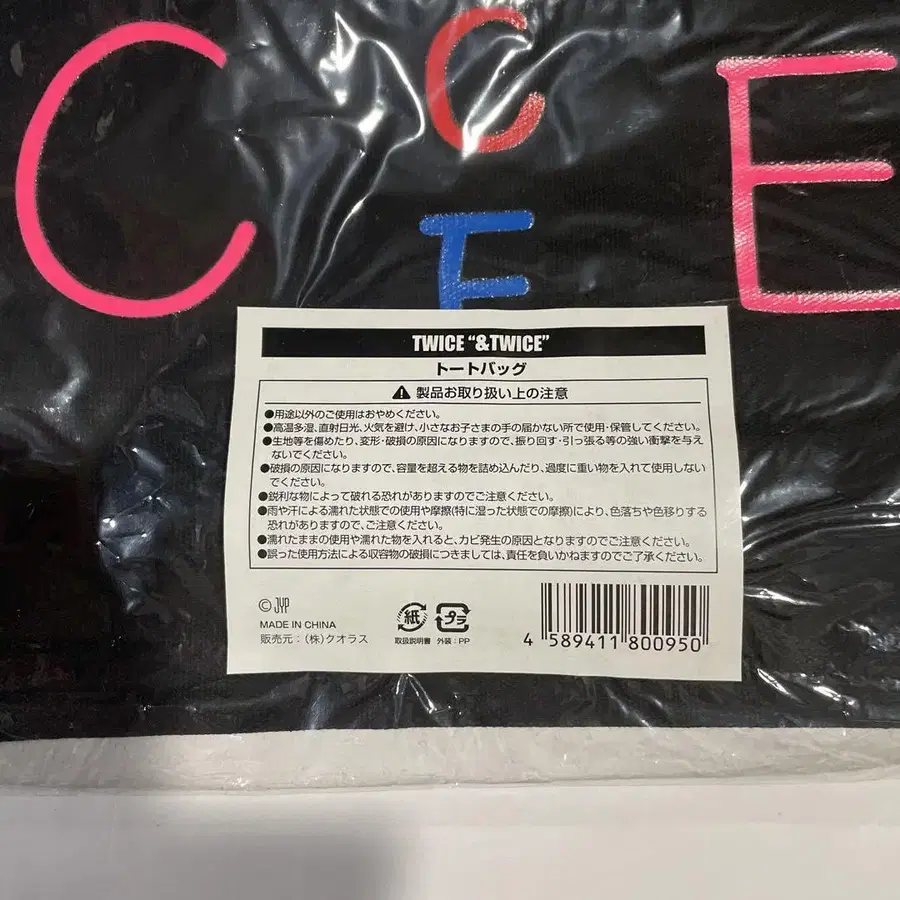 C C E
E
TWICE “&TWICE”
トートバッグ
製品お取り扱い上の注意
●用途以外のご使用はおやめください。
●高温多湿、直射日光、火気を避け、小さなお子さまの手の届かない所で使用・保管してください。
●生地等を傷めたり、変形・破損の原因になりますので、振り回す・引っ張る等の強い衝撃を与え
ないでください。
●破損の原因になりますので、容量を超える物を詰め込んだり、過度に重い物を入れて使用しない
でください。
●鋭利な物によって破れる恐れがありますのでご注意ください。
●雨や汗による濡れた状態での使用や摩擦(特に湿った状態での摩擦)により、色落ちや色移りする
恐れがありますので、ご注意ください。
●濡れたままの使用や濡れた物を入れると、カビ発生の原因となりますのでご注意ください。
●誤った使用方法による収容物の破損につきましては、責任を負いかねますのでご了承ください。
© JYP
MADE IN CHINA
販売元：(株)クオラス
紙
取扱説明書
プラ
外装：PP
4 589411 800950